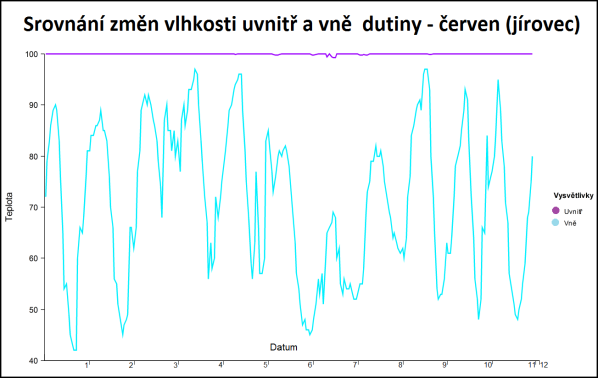 Srovnání změn vlhkosti uvnitř a vně dutiny - červen (jírovec)
100
90
80
70
60
50
40
Teplota
1 2 3 4 5 6 7 8 9 10 11 12
Datum
Vysvětlivky
Uvnitř
Vně